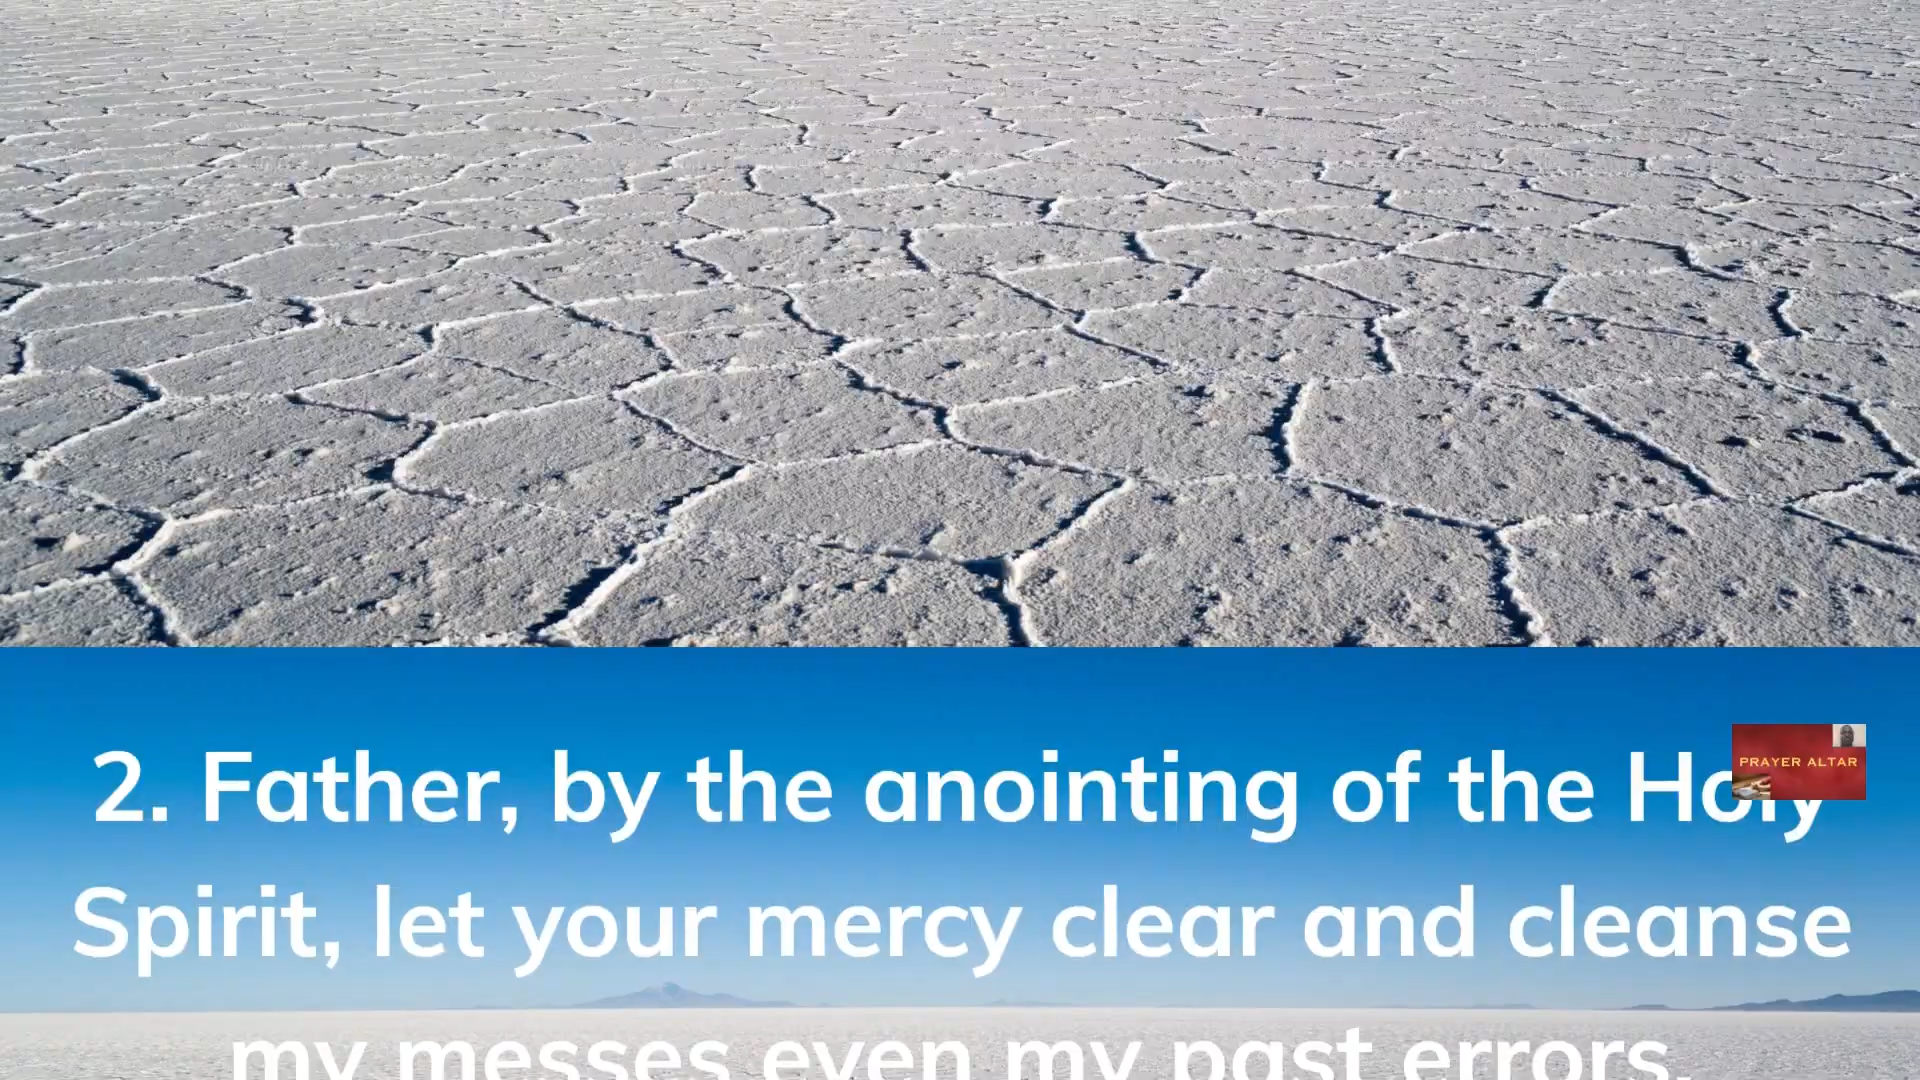 2. Father, by the anointing of the Holy
PRAYER ALTAR
Spirit, let your mercy clear and cleanse
my messes even my past errors.